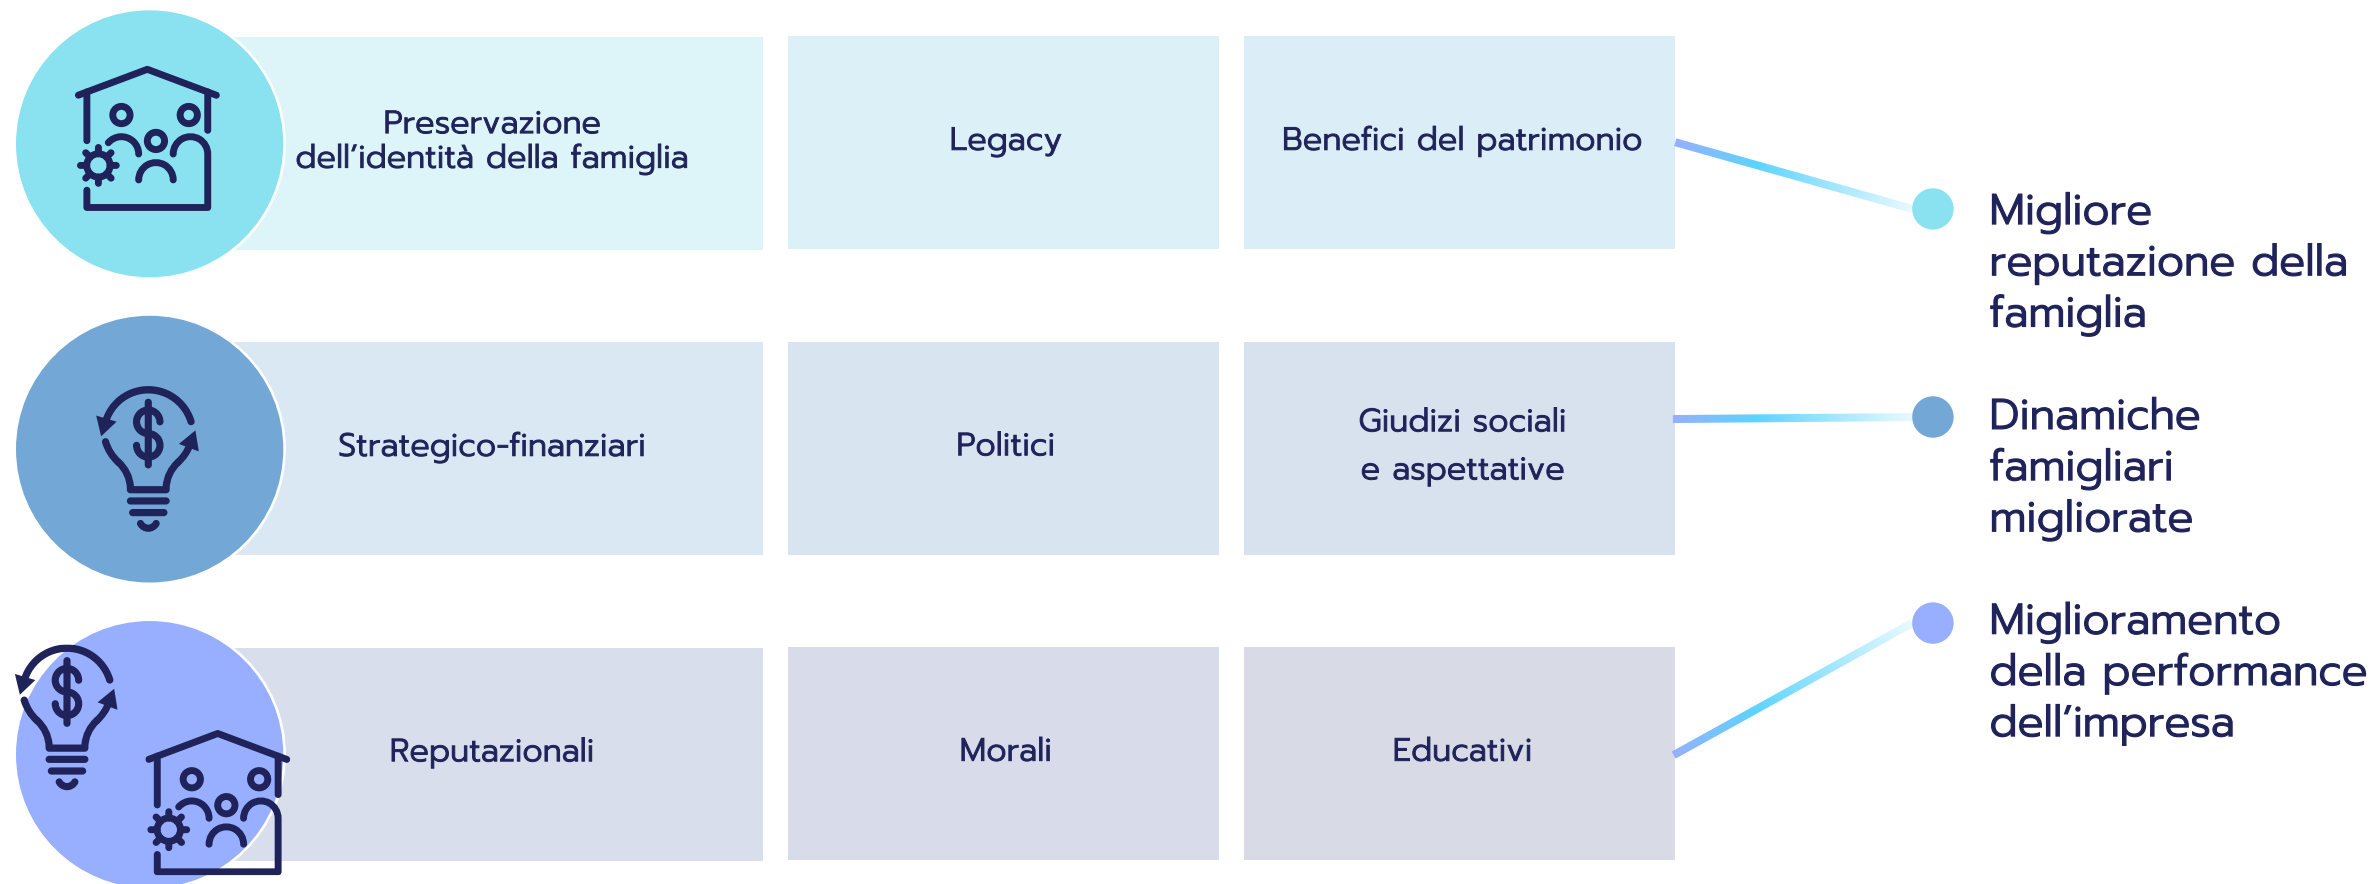 Preservazione
dell’identità della famiglia
Legacy
Benefici del patrimonio
Migliore
reputazione della
famiglia
Strategico-finanziari
Politici
Giudizi sociali
e aspettative
Dinamiche
famigliari
migliorate
Reputazionali
Morali
Educativi
Miglioramento
della performance
dell’impresa